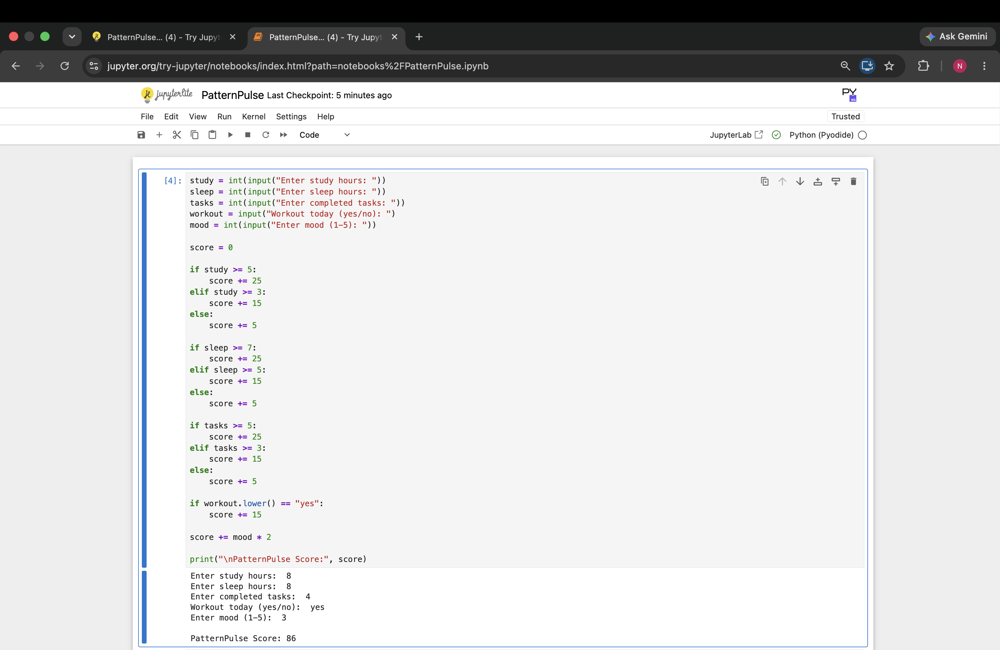 PatternPulse... (4) - Try Jupyt
PatternPulse... (4) - Try Jupyt
Ask Gemini
jupyter.org/try-jupyter/notebooks/index.html?path=notebooks%2FPatternPulse.ipynb
N
jupyterlite
PatternPulse Last Checkpoint: 5 minutes ago
PY
WA
File Edit View Run Kernel Settings Help
Trusted
Code
JupyterLab
Python (Pyodide)
[4]:
study = int(input("Enter study hours: "))
sleep = int(input("Enter sleep hours: "))
tasks = int(input("Enter completed tasks: "))
workout = input("Workout today (yes/no): ")
mood = int(input("Enter mood (1-5): "))
score = 0
if study >= 5:
    score += 25
elif study >= 3:
    score += 15
else:
    score += 5
if sleep >= 7:
    score += 25
elif sleep >= 5:
    score += 15
else:
    score += 5
if tasks >= 5:
    score += 25
elif tasks >= 3:
    score += 15
else:
    score += 5
if workout.lower() == "yes":
    score += 15
score += mood * 2
print("\nPatternPulse Score:", score)
Enter study hours:  8
Enter sleep hours:  8
Enter completed tasks:  4
Workout today (yes/no):  yes
Enter mood (1-5):  3
PatternPulse Score: 86